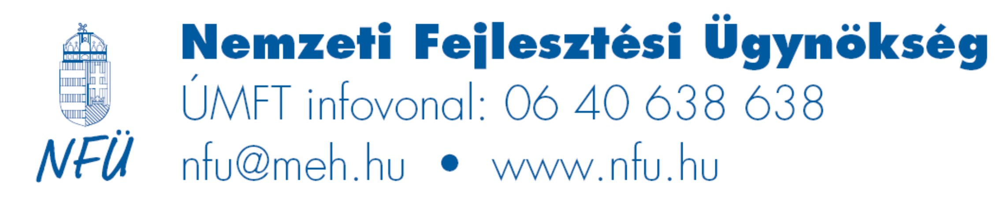 Nemzeti Fejlesztési Ügynökség
ÚMFT infovonal: 06 40 638 638
nfu@meh.hu • www.nfu.hu
NFÜ